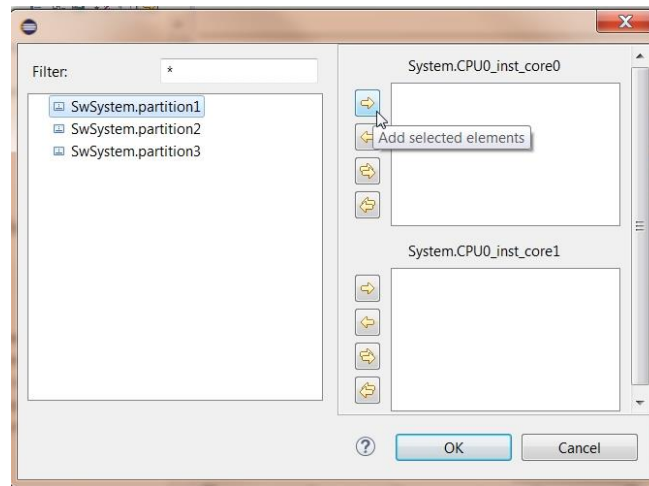 Filter:
*
SwSystem.partition1
SwSystem.partition2
SwSystem.partition3
System.CPU0_inst_core0
Add selected elements
System.CPU0_inst_core1
OK
Cancel